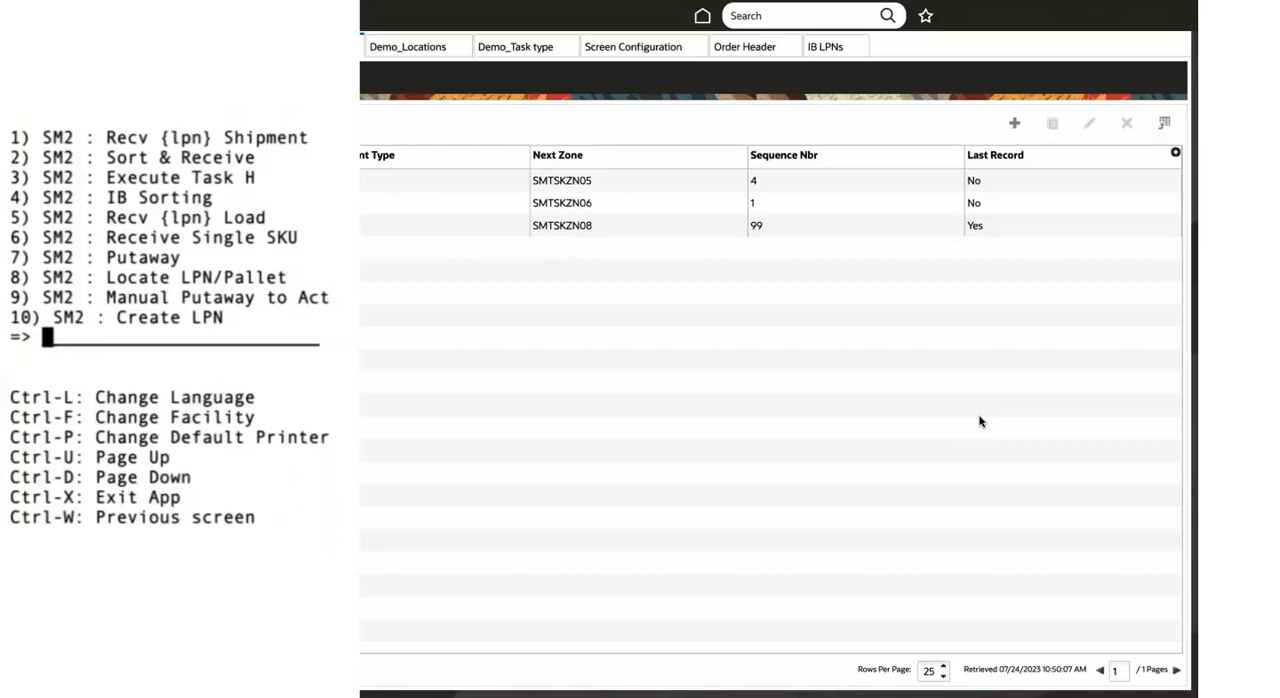 1) SM2 : Recv {lpn} Shipment
2) SM2 : Sort & Receive
3) SM2 : Execute Task H
4) SM2 : IB Sorting
5) SM2 : Recv {lpn} Load
6) SM2 : Receive Single SKU
7) SM2 : Putaway
8) SM2 : Locate LPN/Pallet
9) SM2 : Manual Putaway to Act
10) SM2 : Create LPN
=>
Ctrl-L: Change Language
Ctrl-F: Change Facility
Ctrl-P: Change Default Printer
Ctrl-U: Page Up
Ctrl-D: Page Down
Ctrl-X: Exit App
Ctrl-W: Previous screen
Search
Demo_Locations Demo_Task type Screen Configuration Order Header IB LPNs
nt Type Next Zone Sequence Nbr Last Record
SMTSKZN05 4 No
SMTSKZN06 1 No
SMTSKZN08 99 Yes
Rows Per Page: 25 Retrieved 07/24/2023 10:50:07 AM 1 / 1 Pages